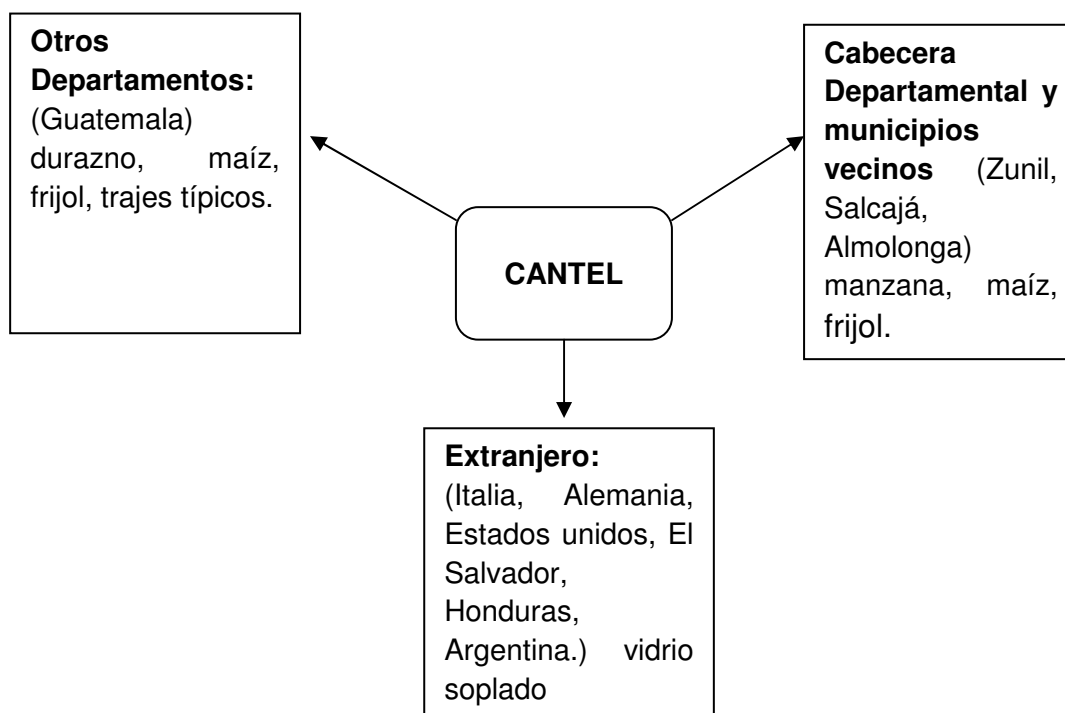 Otros
Departamentos:
(Guatemala)
durazno, maíz,
frijol, trajes típicos.
Cabecera
Departamental y
municipios
vecinos (Zunil,
Salcajá,
Almolonga)
manzana, maíz,
frijol.
CANTEL
Extranjero:
(Italia, Alemania,
Estados unidos, El
Salvador,
Honduras,
Argentina.) vidrio
soplado